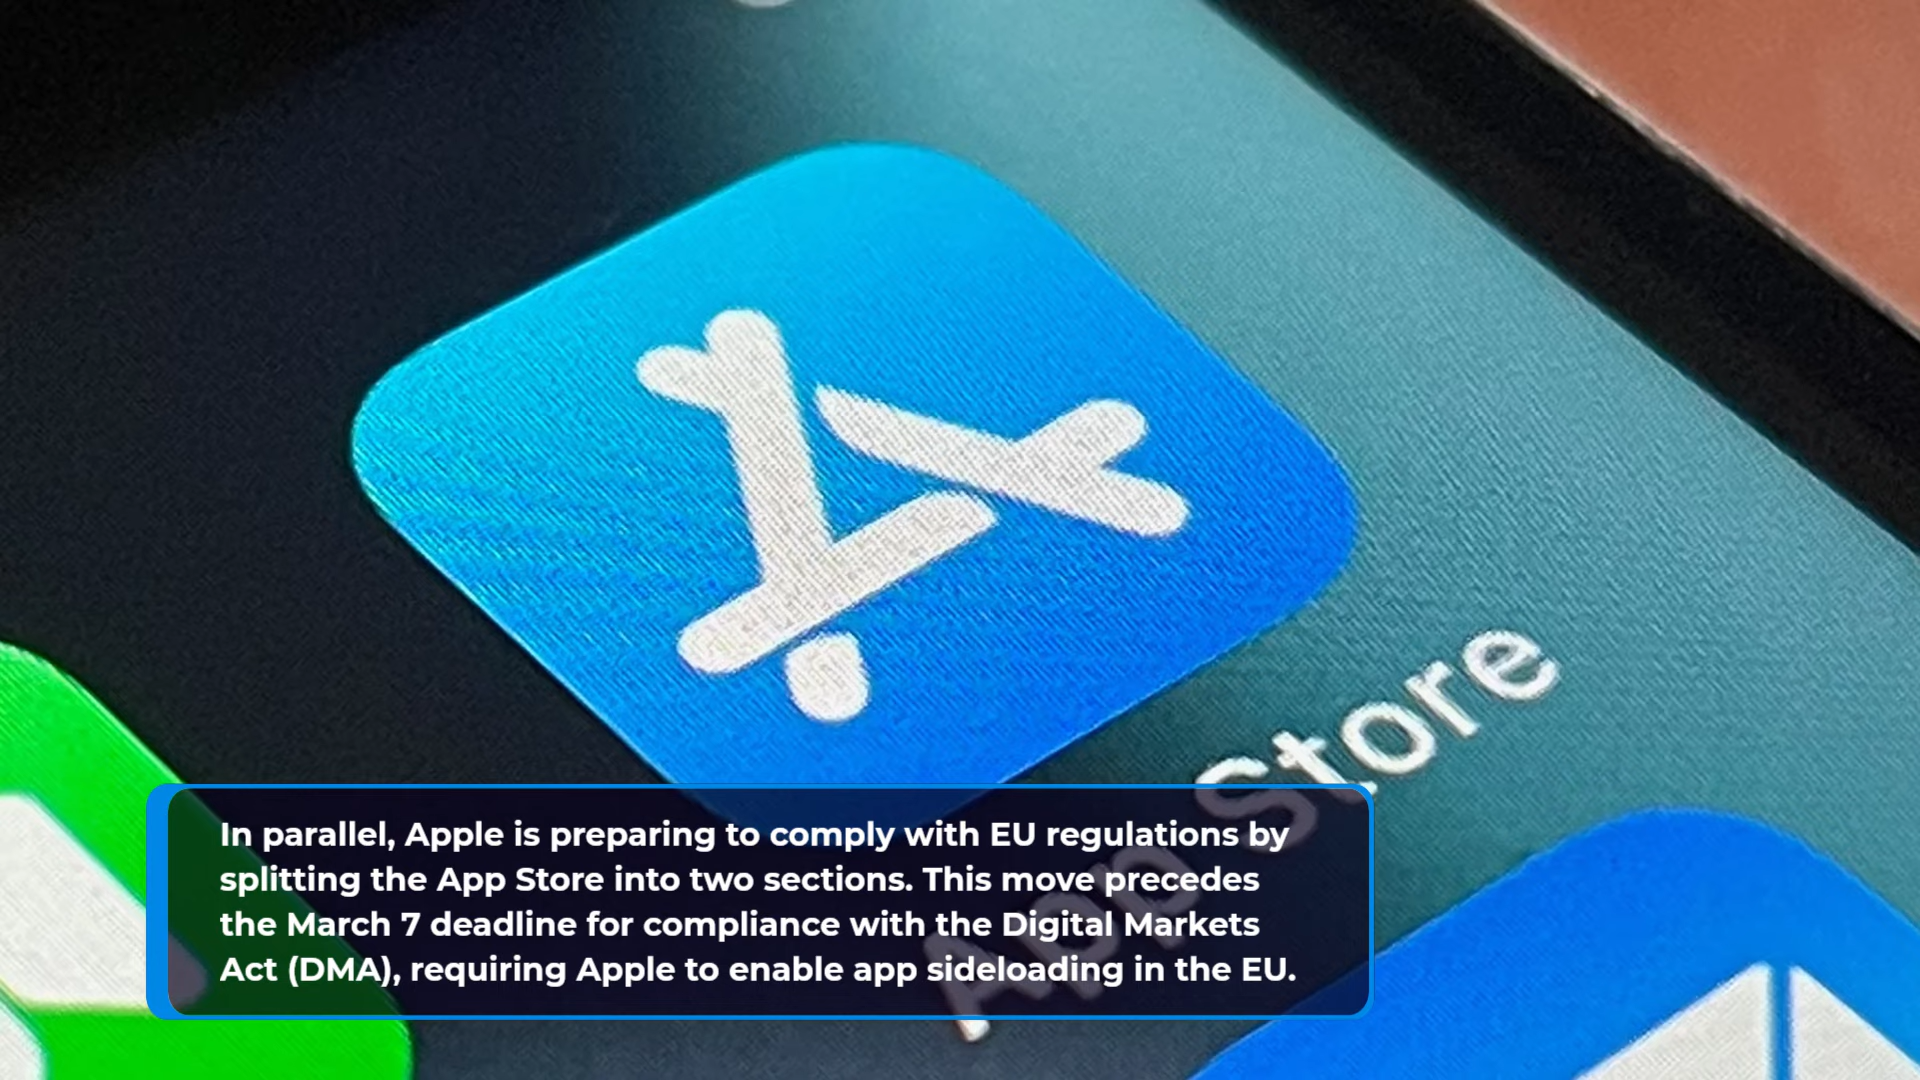 App Store
In parallel, Apple is preparing to comply with EU regulations by
splitting the App Store into two sections. This move precedes
the March 7 deadline for compliance with the Digital Markets
Act (DMA), requiring Apple to enable app sideloading in the EU.